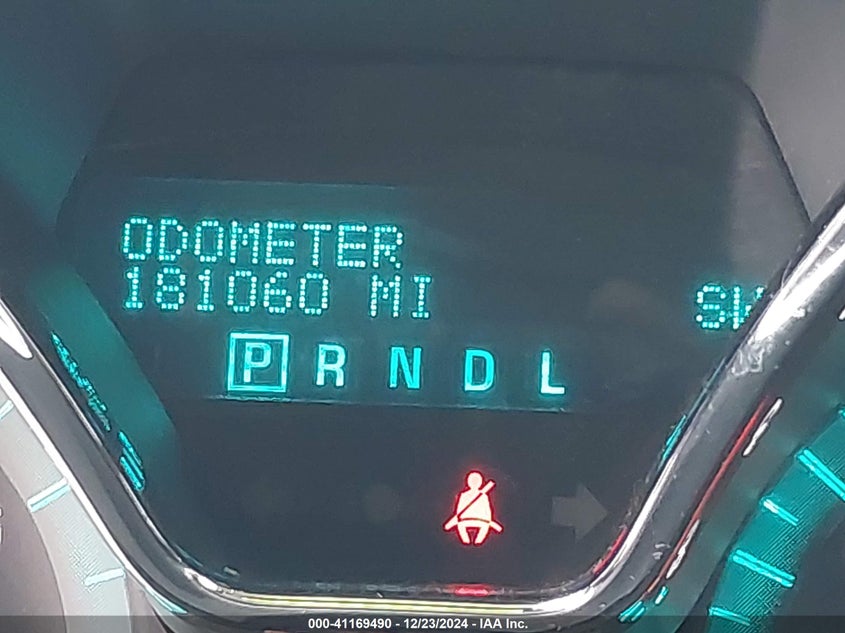 ODOMETER
181060 MI
P R N D L
000-41169490 - 12/23/2024 - IAA Inc.